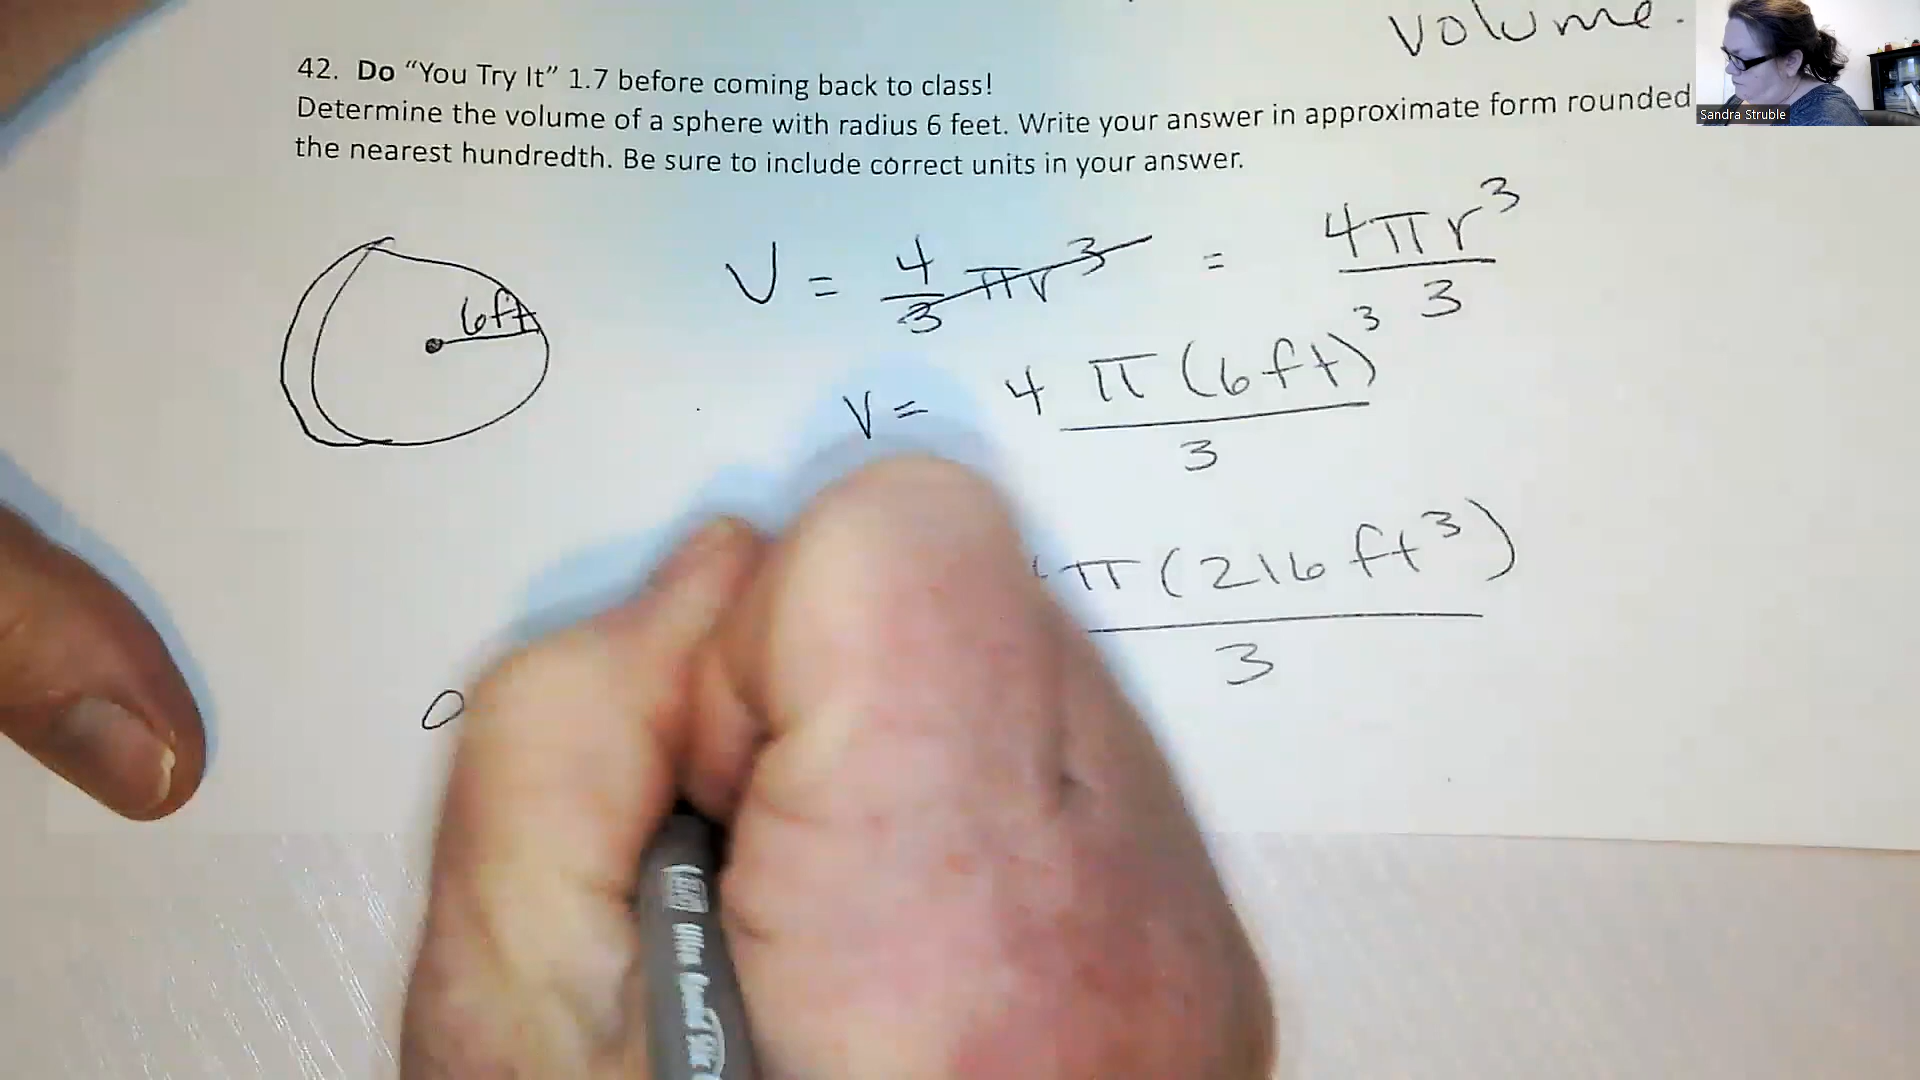 volume.
Sandra Struble
42. Do “You Try It” 1.7 before coming back to class!
Determine the volume of a sphere with radius 6 feet. Write your answer in approximate form rounded
the nearest hundredth. Be sure to include correct units in your answer.
6ft
V = 4/3 πr³ = 4πr³/3
V = 4π(6ft)³/3
π(216ft³)/3